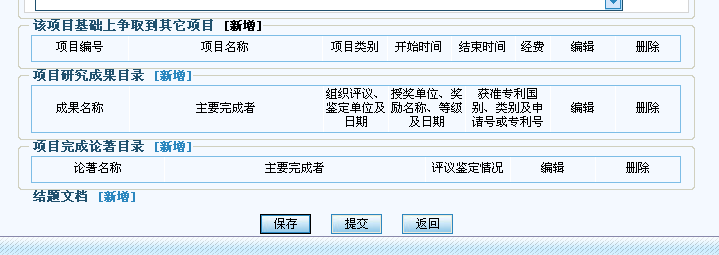 该项目基础上争取到其它项目 [新增]
项目编号 项目名称 项目类别 开始时间 结束时间 经费 编辑 删除
项目研究成果目录 [新增]
成果名称 主要完成者 组织评议、鉴定单位及日期 授奖单位、奖励名称、等级及日期 获准专利国别、类别及申请号或专利号 编辑 删除
项目完成论著目录 [新增]
论著名称 主要完成者 评议鉴定情况 编辑 删除
结题文档 [新增]
保存 提交 返回